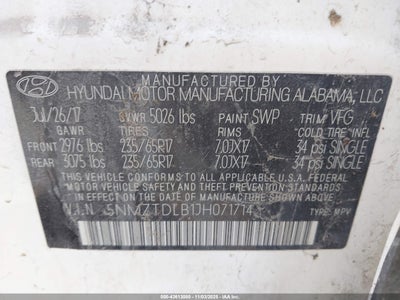 HYUNDAI
BY HYUNDAI MOTOR MANUFACTURING ALABAMA, LLC
Jul/26/17 GVWR 5026 lbs PAINT SWP TRIM VFG
GAWR TIRES RIMS COLD TIRE INFL
FRONT 2976 lbs 235/65R17 7.0JX17 34 psi SINGLE
REAR 3075 lbs 235/65R17 7.0JX17 34 psi SINGLE
THIS VEHICLE CONFORMS TO ALL APPLICABLE U.S.A. FEDERAL
MOTOR VEHICLE SAFETY AND THEFT PREVENTION STANDARDS
IN EFFECT ON THE DATE OF MANUFACTURE SHOWN ABOVE.
V.I.N 5NMZTDLB1JH071714
TYPE: MPV